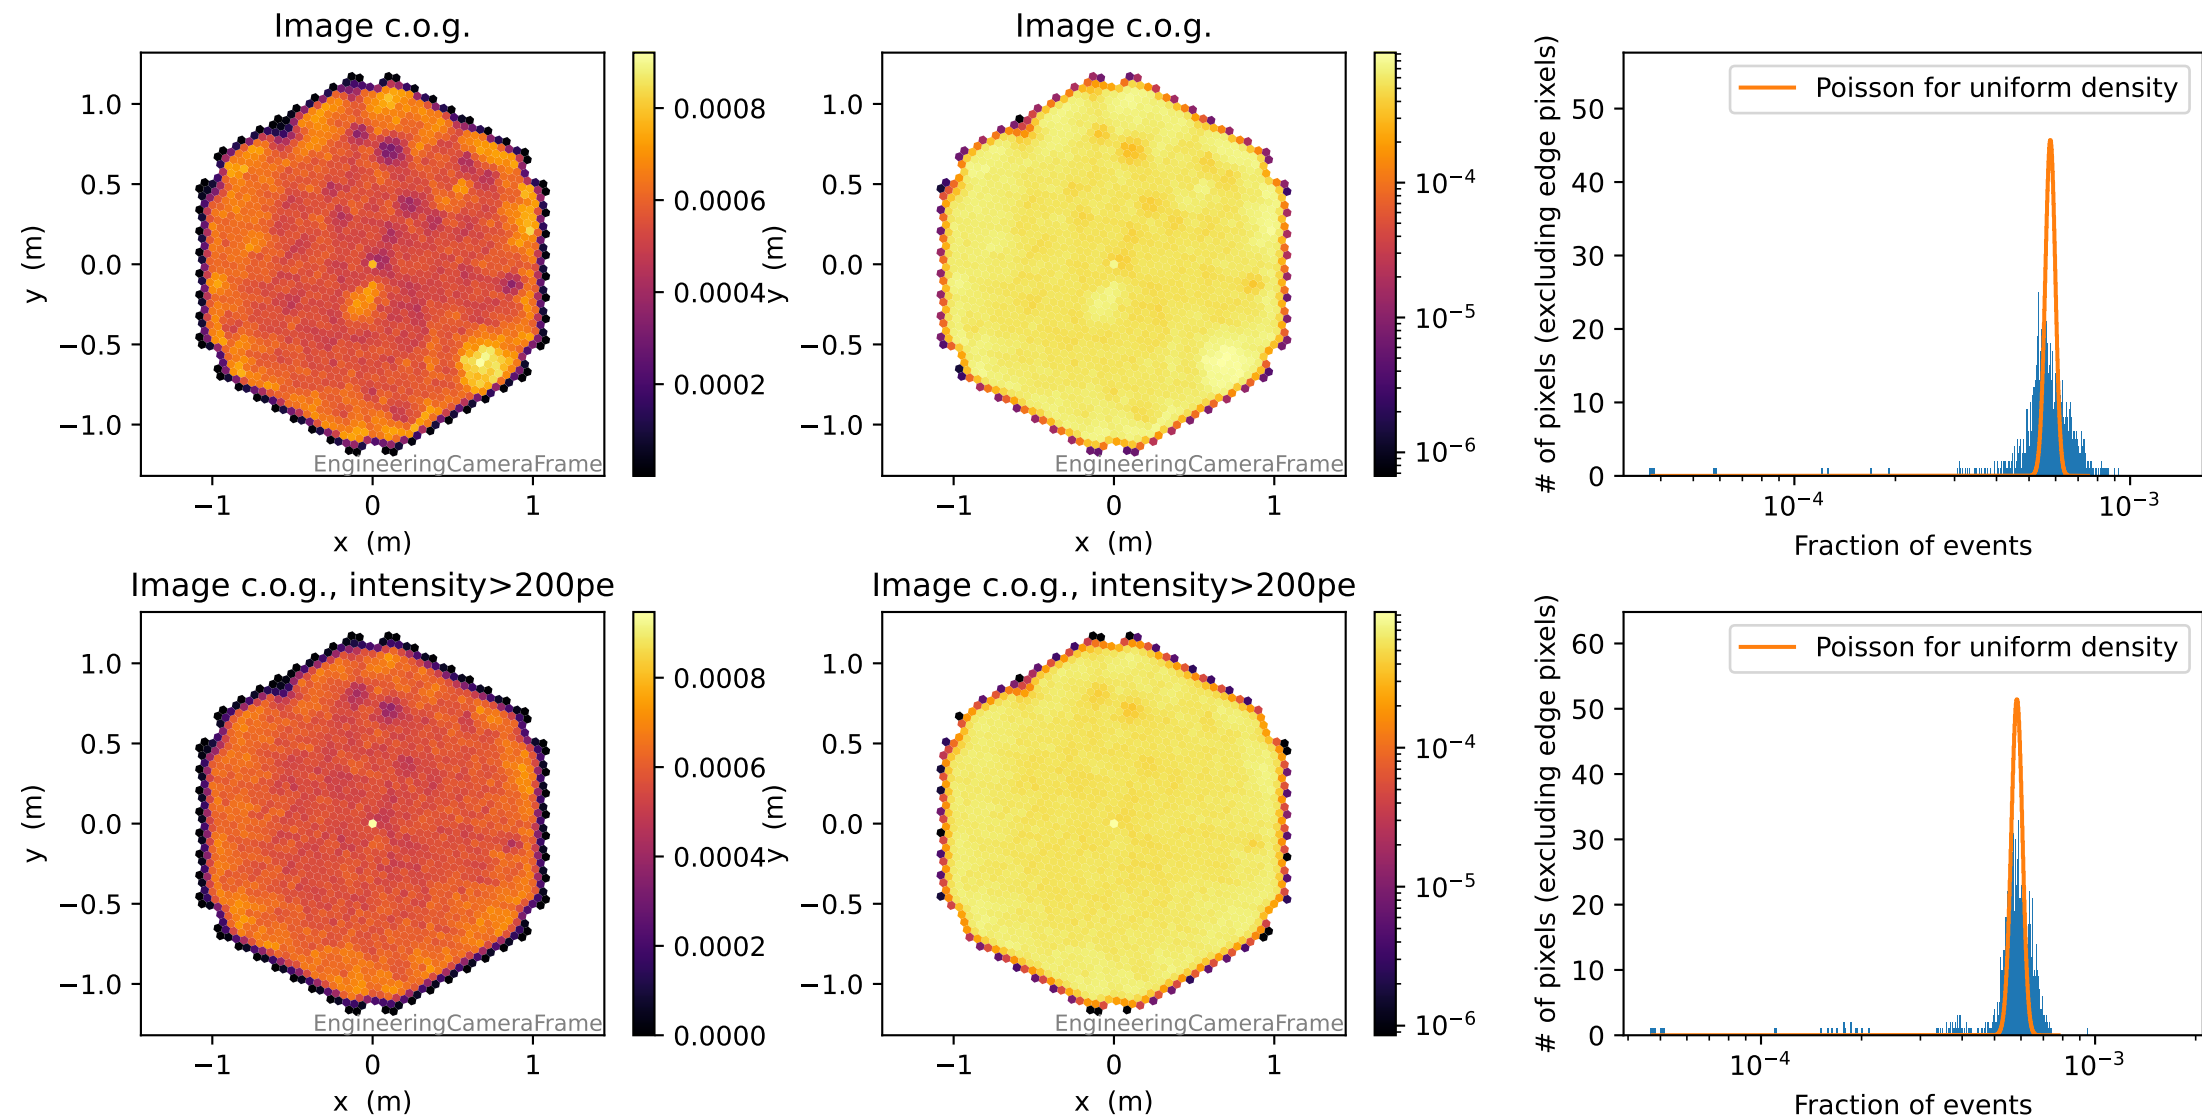 Image c.o.g.
1.0
0.5
0.0
−0.5
−1.0
y (m)
−1
0
1
x (m)
EngineeringCameraFrame
0.0008
0.0006
0.0004
0.0002
Image c.o.g.
1.0
0.5
0.0
−0.5
−1.0
y (m)
−1
0
1
x (m)
EngineeringCameraFrame
10⁻⁴
10⁻⁵
10⁻⁶
Poisson for uniform density
50
40
30
20
10
0
# of pixels (excluding edge pixels)
10⁻⁴
10⁻³
Fraction of events
Image c.o.g., intensity>200pe
1.0
0.5
0.0
−0.5
−1.0
y (m)
−1
0
1
x (m)
EngineeringCameraFrame
0.0008
0.0006
0.0004
0.0002
0.0000
Image c.o.g., intensity>200pe
1.0
0.5
0.0
−0.5
−1.0
y (m)
−1
0
1
x (m)
EngineeringCameraFrame
10⁻⁴
10⁻⁵
10⁻⁶
Poisson for uniform density
60
50
40
30
20
10
0
# of pixels (excluding edge pixels)
10⁻⁴
10⁻³
Fraction of events